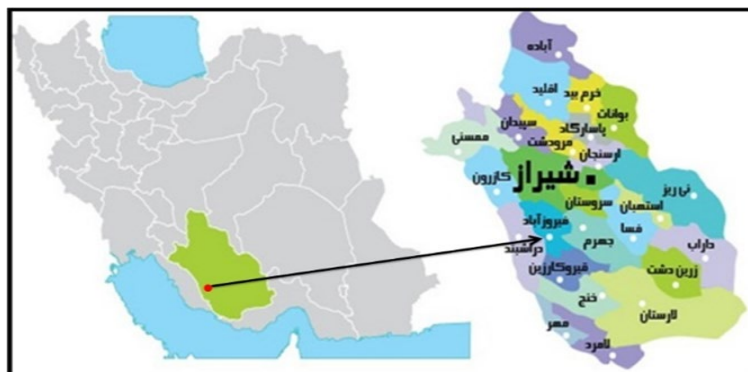 آباده
اقلید
خرم بید
بوانات
سپیدان
پاسارگاد
ممسنی
مرودشت
ارسنجان
کازرون
شیراز
نی ریز
سروستان
استهبان
فیروزآباد
فسا
جهرم
داراب
فراشبند
قیروکارزین
زرین دشت
خنج
لارستان
مهر
لامرد